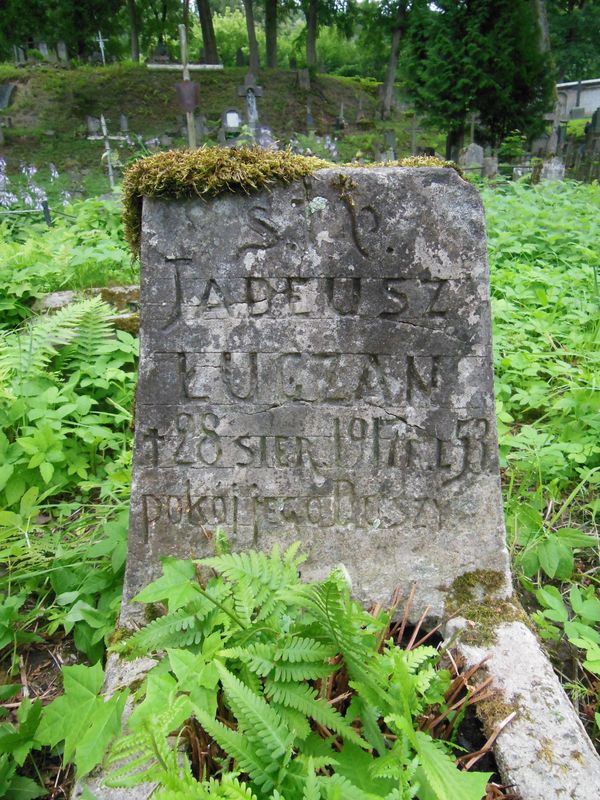 Ś. † P.
TADEUSZ
ŁUCZAN
† 28 SIER. 1917 r. L 53
pokój jego Duszy